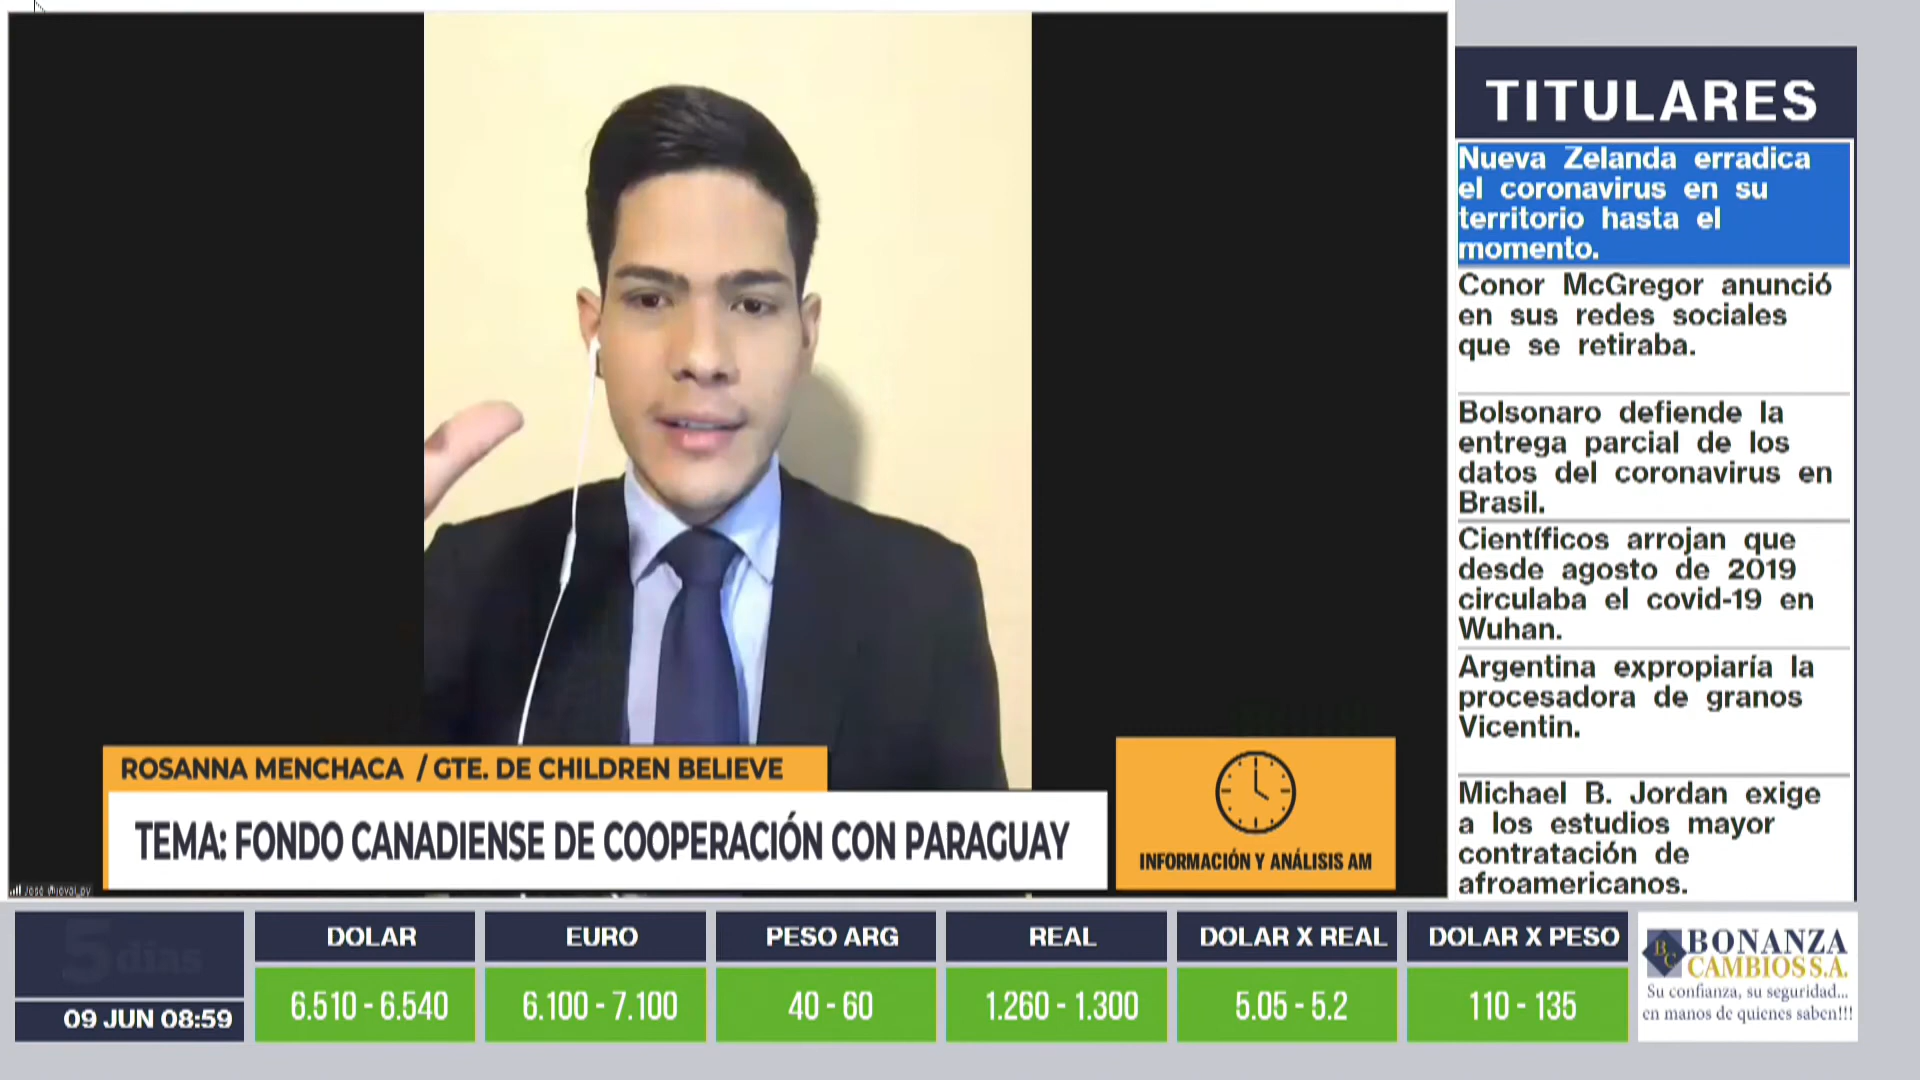 TITULARES
Nueva Zelanda erradica
el coronavirus en su
territorio hasta el
momento.
Conor McGregor anunció
en sus redes sociales
que se retiraba.
Bolsonaro defiende la
entrega parcial de los
datos del coronavirus en
Brasil.
Científicos arrojan que
desde agosto de 2019
circulaba el covid-19 en
Wuhan.
Argentina expropiaría la
procesadora de granos
Vicentin.
Michael B. Jordan exige
a los estudios mayor
contratación de
afroamericanos.
ROSANNA MENCHACA / GTE. DE CHILDREN BELIEVE
TEMA: FONDO CANADIENSE DE COOPERACIÓN CON PARAGUAY
INFORMACIÓN Y ANÁLISIS AM
José
5días
09 JUN 08:59
DOLAR
6.510 - 6.540
EURO
6.100 - 7.100
PESO ARG
40 - 60
REAL
1.260 - 1.300
DOLAR X REAL
5.05 - 5.2
DOLAR X PESO
110 - 135
BC
BONANZA
CAMBIOS S.A.
Su confianza, su seguridad...
en manos de quienes saben!!!